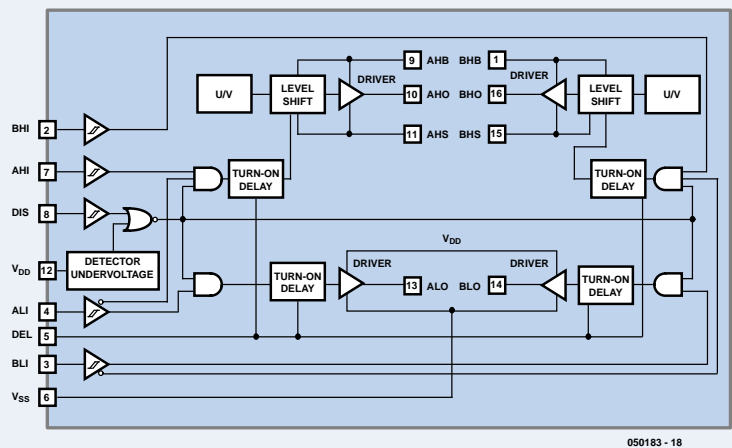 9 AHB BHB 1
DRIVER DRIVER
U/V LEVEL SHIFT 10 AHO BHO 16 LEVEL SHIFT U/V
BHI 2
11 AHS BHS 15
AHI 7
TURN-ON DELAY TURN-ON DELAY
DIS 8
VDD
VDD 12 DETECTOR UNDERVOLTAGE
DRIVER DRIVER
TURN-ON DELAY 13 ALO BLO 14 TURN-ON DELAY
ALI 4
DEL 5
BLI 3
VSS 6
050183 - 18